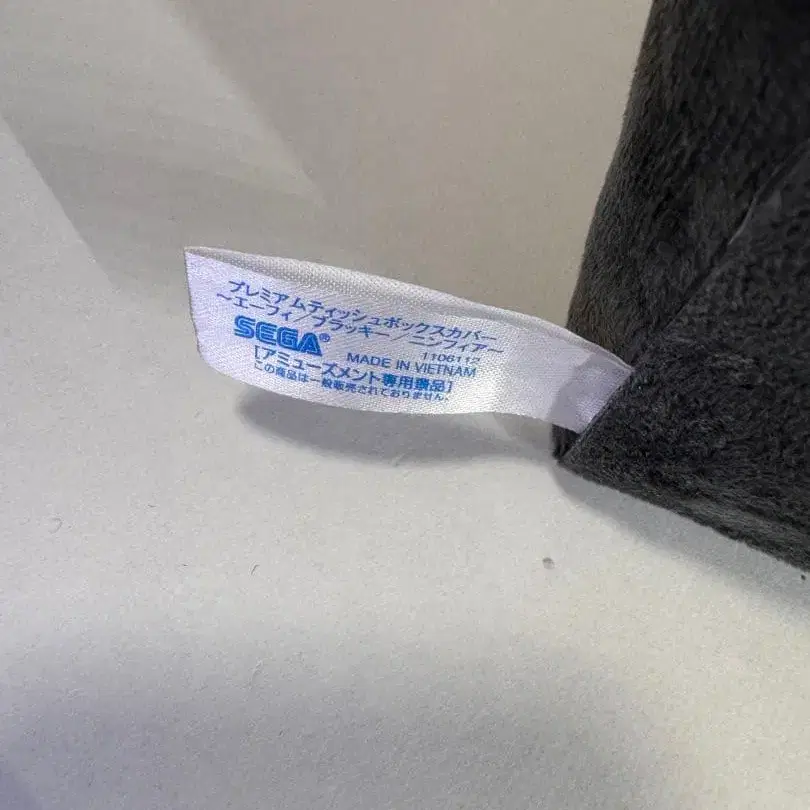 プレミアムティッシュボックスカバー
～エーフィ/ブラッキー/ニンフィア～
SEGA®
1106112
MADE IN VIETNAM
[アミューズメント専用景品]
この商品は一般販売されておりません。